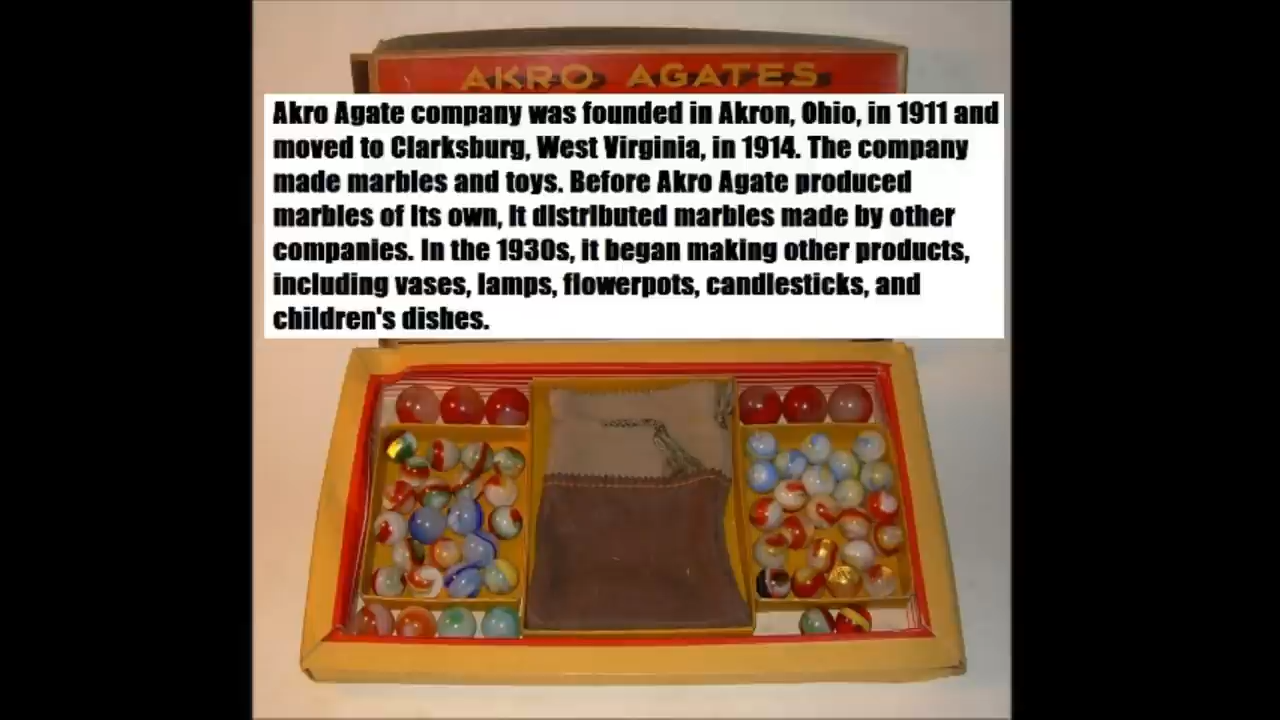 AKRO AGATES
Akro Agate company was founded in Akron, Ohio, in 1911 and
moved to Clarksburg, West Virginia, in 1914. The company
made marbles and toys. Before Akro Agate produced
marbles of its own, it distributed marbles made by other
companies. In the 1930s, it began making other products,
including vases, lamps, flowerpots, candlesticks, and
children's dishes.